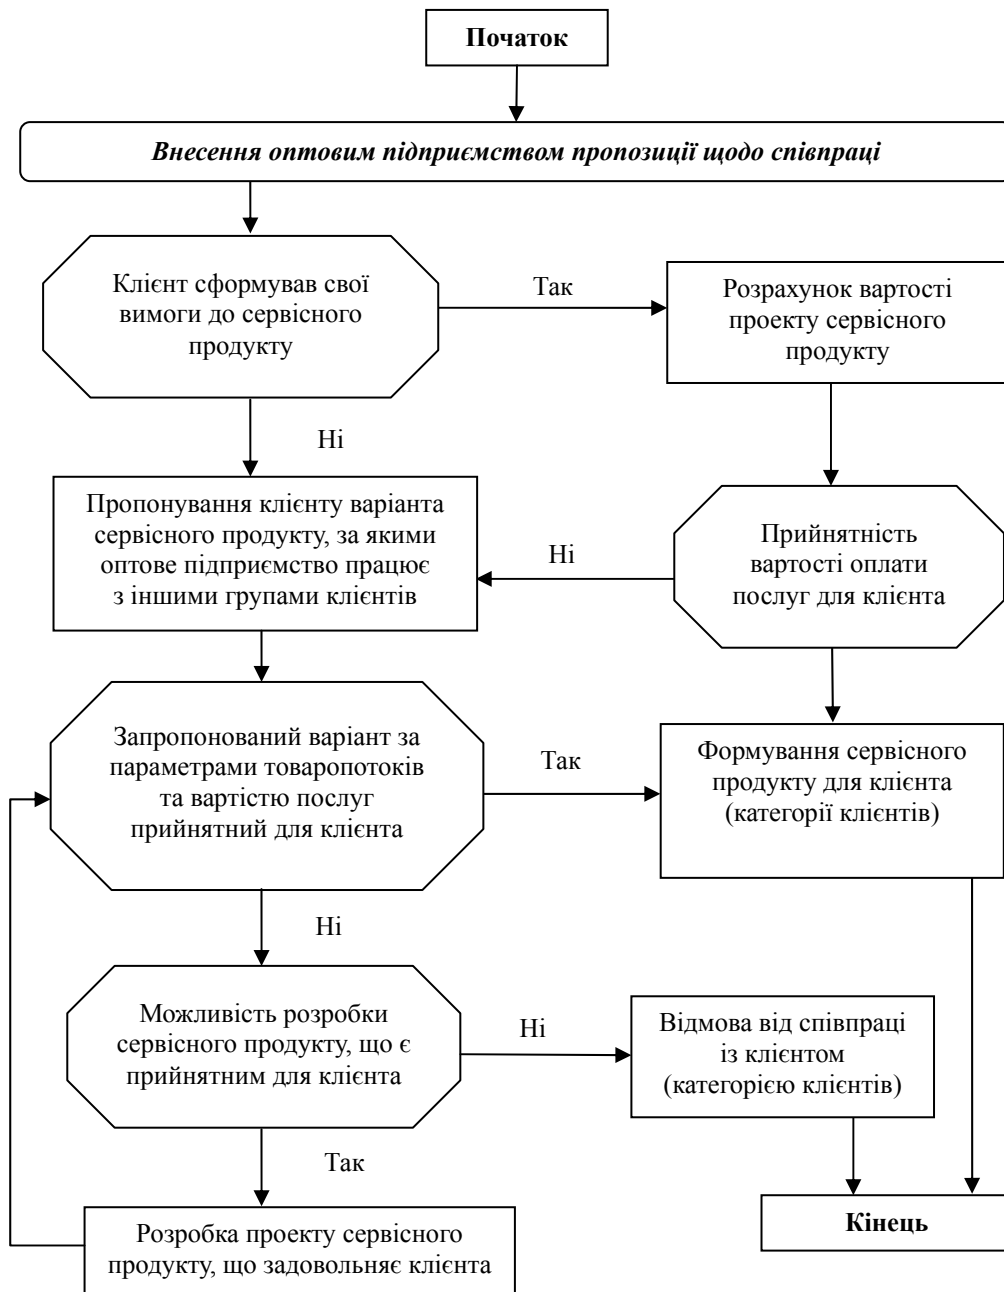 Початок
Внесення оптовим підприємством пропозиції щодо співпраці
Клієнт сформував свої
вимоги до сервісного
продукту
Так
Розрахунок вартості
проекту сервісного
продукту
Ні
Пропонування клієнту варіанта
сервісного продукту, за якими
оптове підприємство працює
з іншими групами клієнтів
Ні
Прийнятність
вартості оплати
послуг для клієнта
Запропонований варіант за
параметрами товаропотоків
та вартістю послуг
прийнятний для клієнта
Так
Формування сервісного
продукту для клієнта
(категорії клієнтів)
Ні
Можливість розробки
сервісного продукту, що є
прийнятним для клієнта
Ні
Відмова від співпраці
із клієнтом
(категорією клієнтів)
Так
Розробка проекту сервісного
продукту, що задовольняє клієнта
Кінець